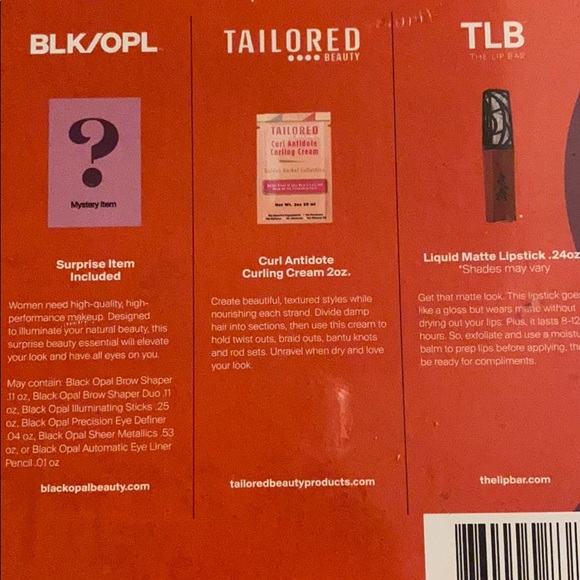 BLK/OPL
Mystery Item
Surprise Item
Included
Women need high-quality, high-
performance makeup. Designed
to illuminate your natural beauty, this
surprise beauty essential will elevate
your look and have all eyes on you.
May contain: Black Opal Brow Shaper
.11 oz, Black Opal Brow Shaper Duo .11
oz, Black Opal Illuminating Sticks .25
oz, Black Opal Precision Eye Definer
.04 oz, Black Opal Sheer Metallics .53
oz, or Black Opal Automatic Eye Liner
Pencil .01 oz
blackopalbeauty.com
TAILORED
BEAUTY
TAILORED
Curl Antidote
Curling Cream
Net Wt. 2oz
Curl Antidote
Curling Cream 2oz.
Create beautiful, textured styles while
nourishing each strand. Divide damp
hair into sections, then use this cream to
hold twist outs, braid outs, bantu knots
and rod sets. Unravel when dry and love
your look.
tailoredbeautyproducts.com
TLB
THE LIP BAR
Liquid Matte Lipstick .24oz
*Shades may vary
Get that matte look. This lipstick goes
like a gloss but wears matte without
drying out your lips. Plus, it lasts 8-12
hours. So, exfoliate and use a moistu
balm to prep lips before applying, the
be ready for compliments.
thelipbar.com